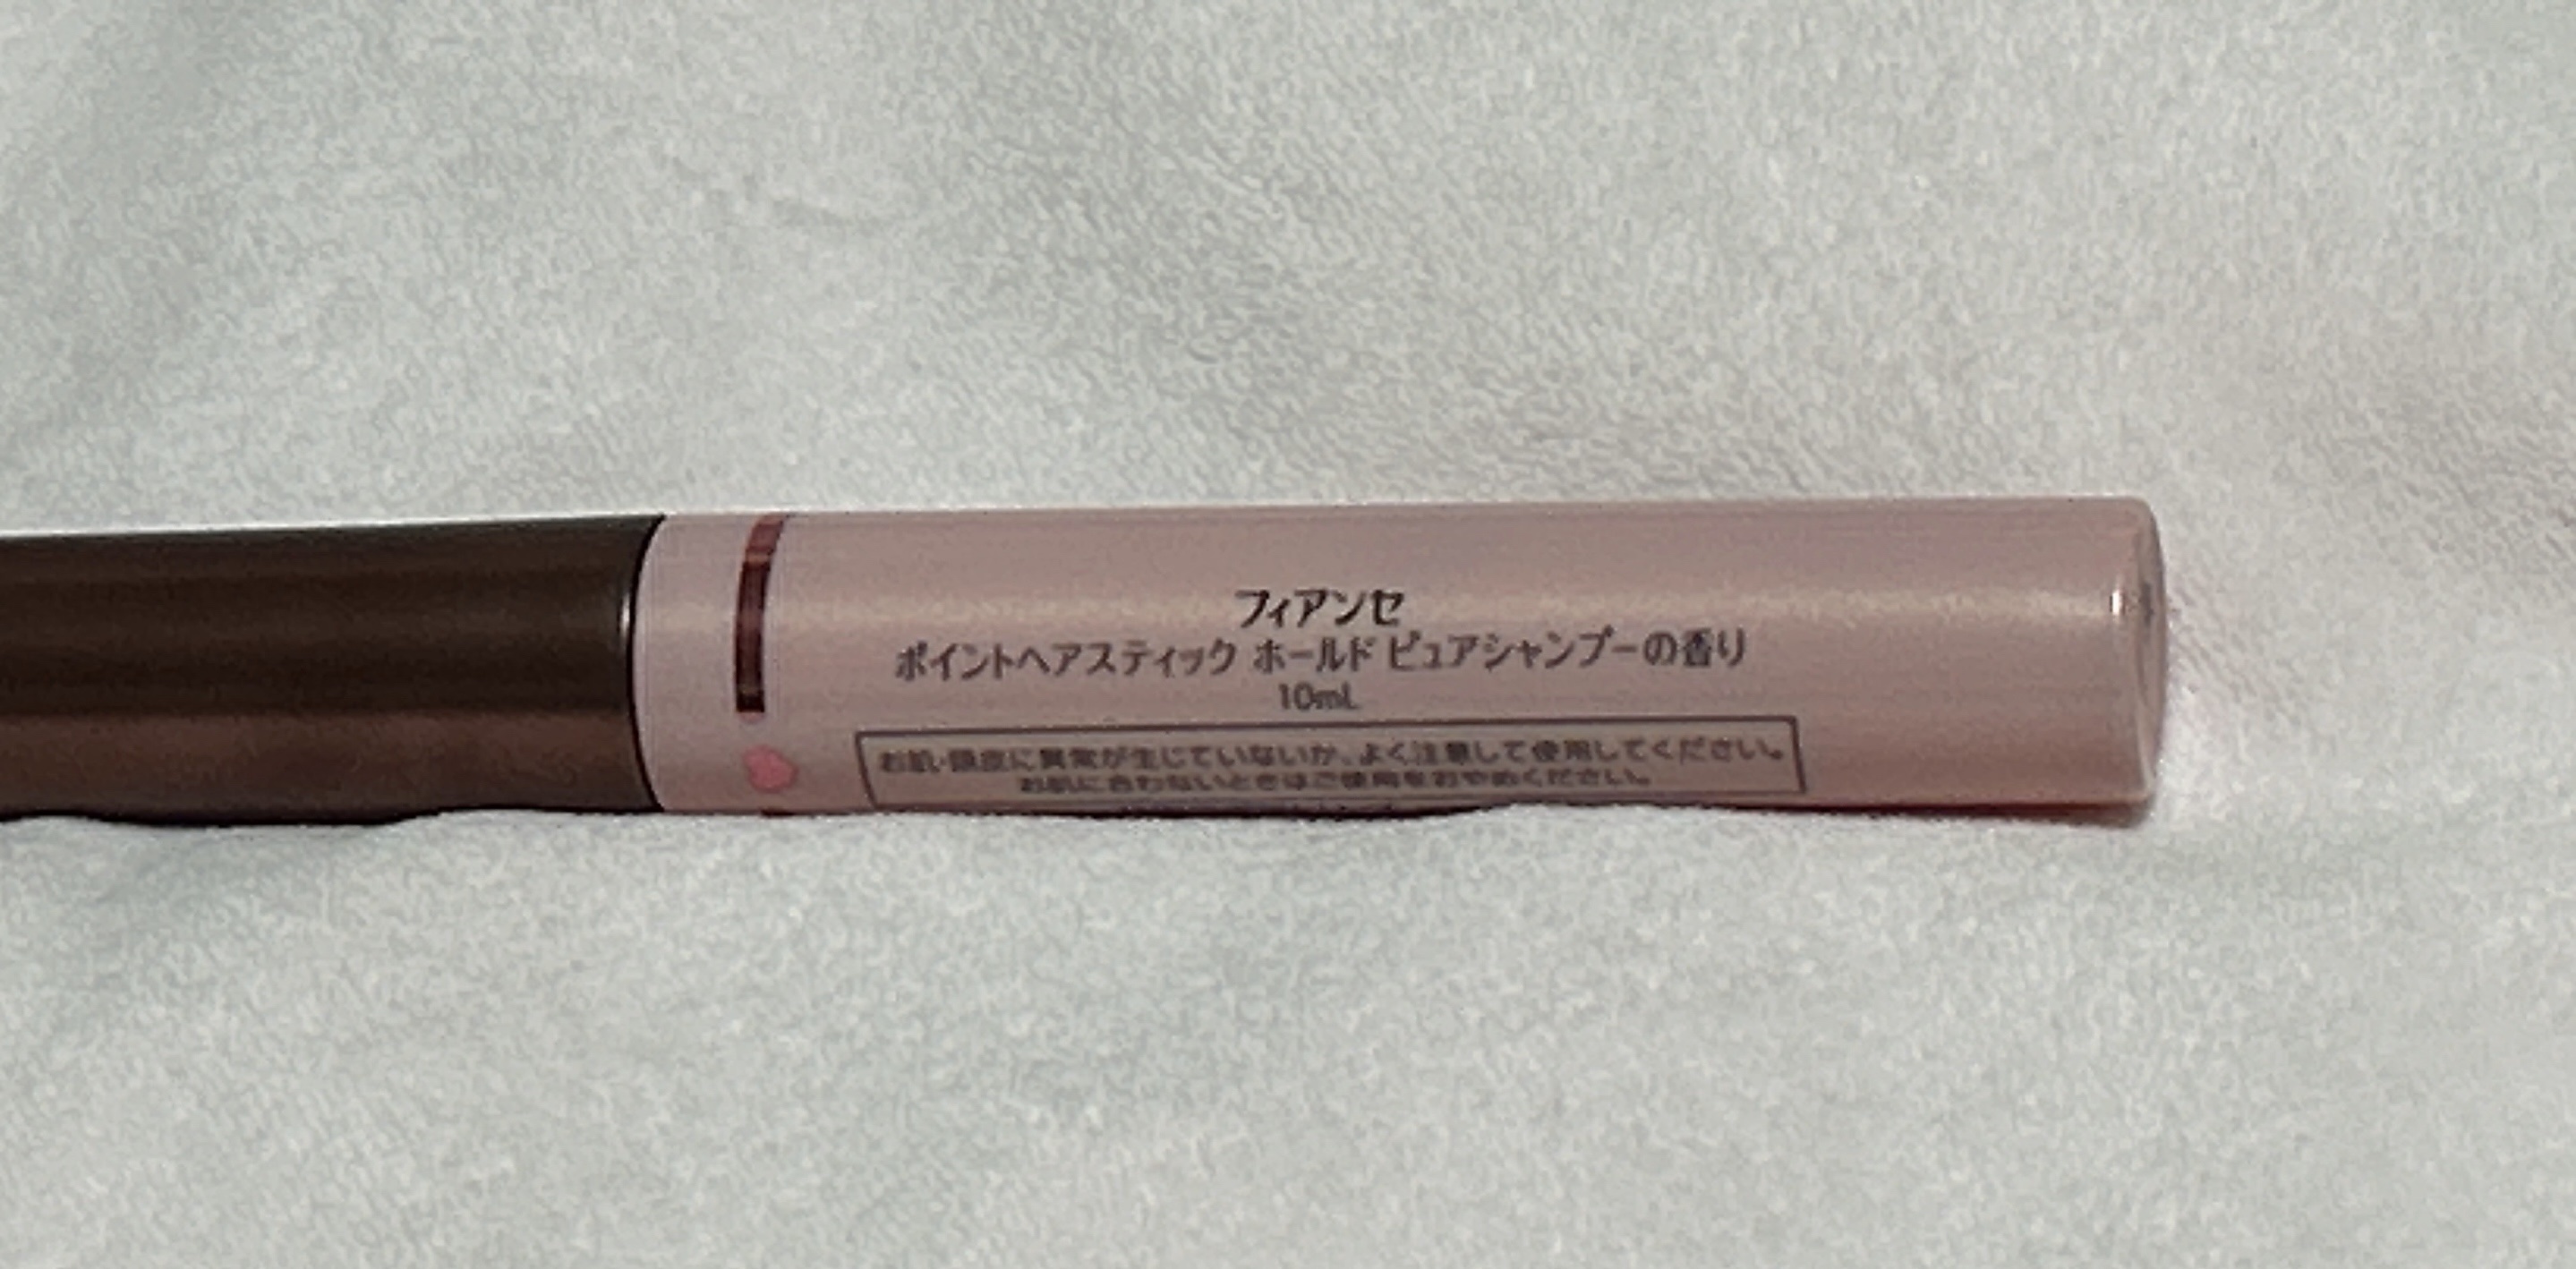 フィアンセ
ポイントヘアスティック ホールド ピュアシャンプーの香り
10mL
お肌・頭皮に異常が生じていないか、よく注意して使用してください。
お肌に合わないときはご使用をおやめください。